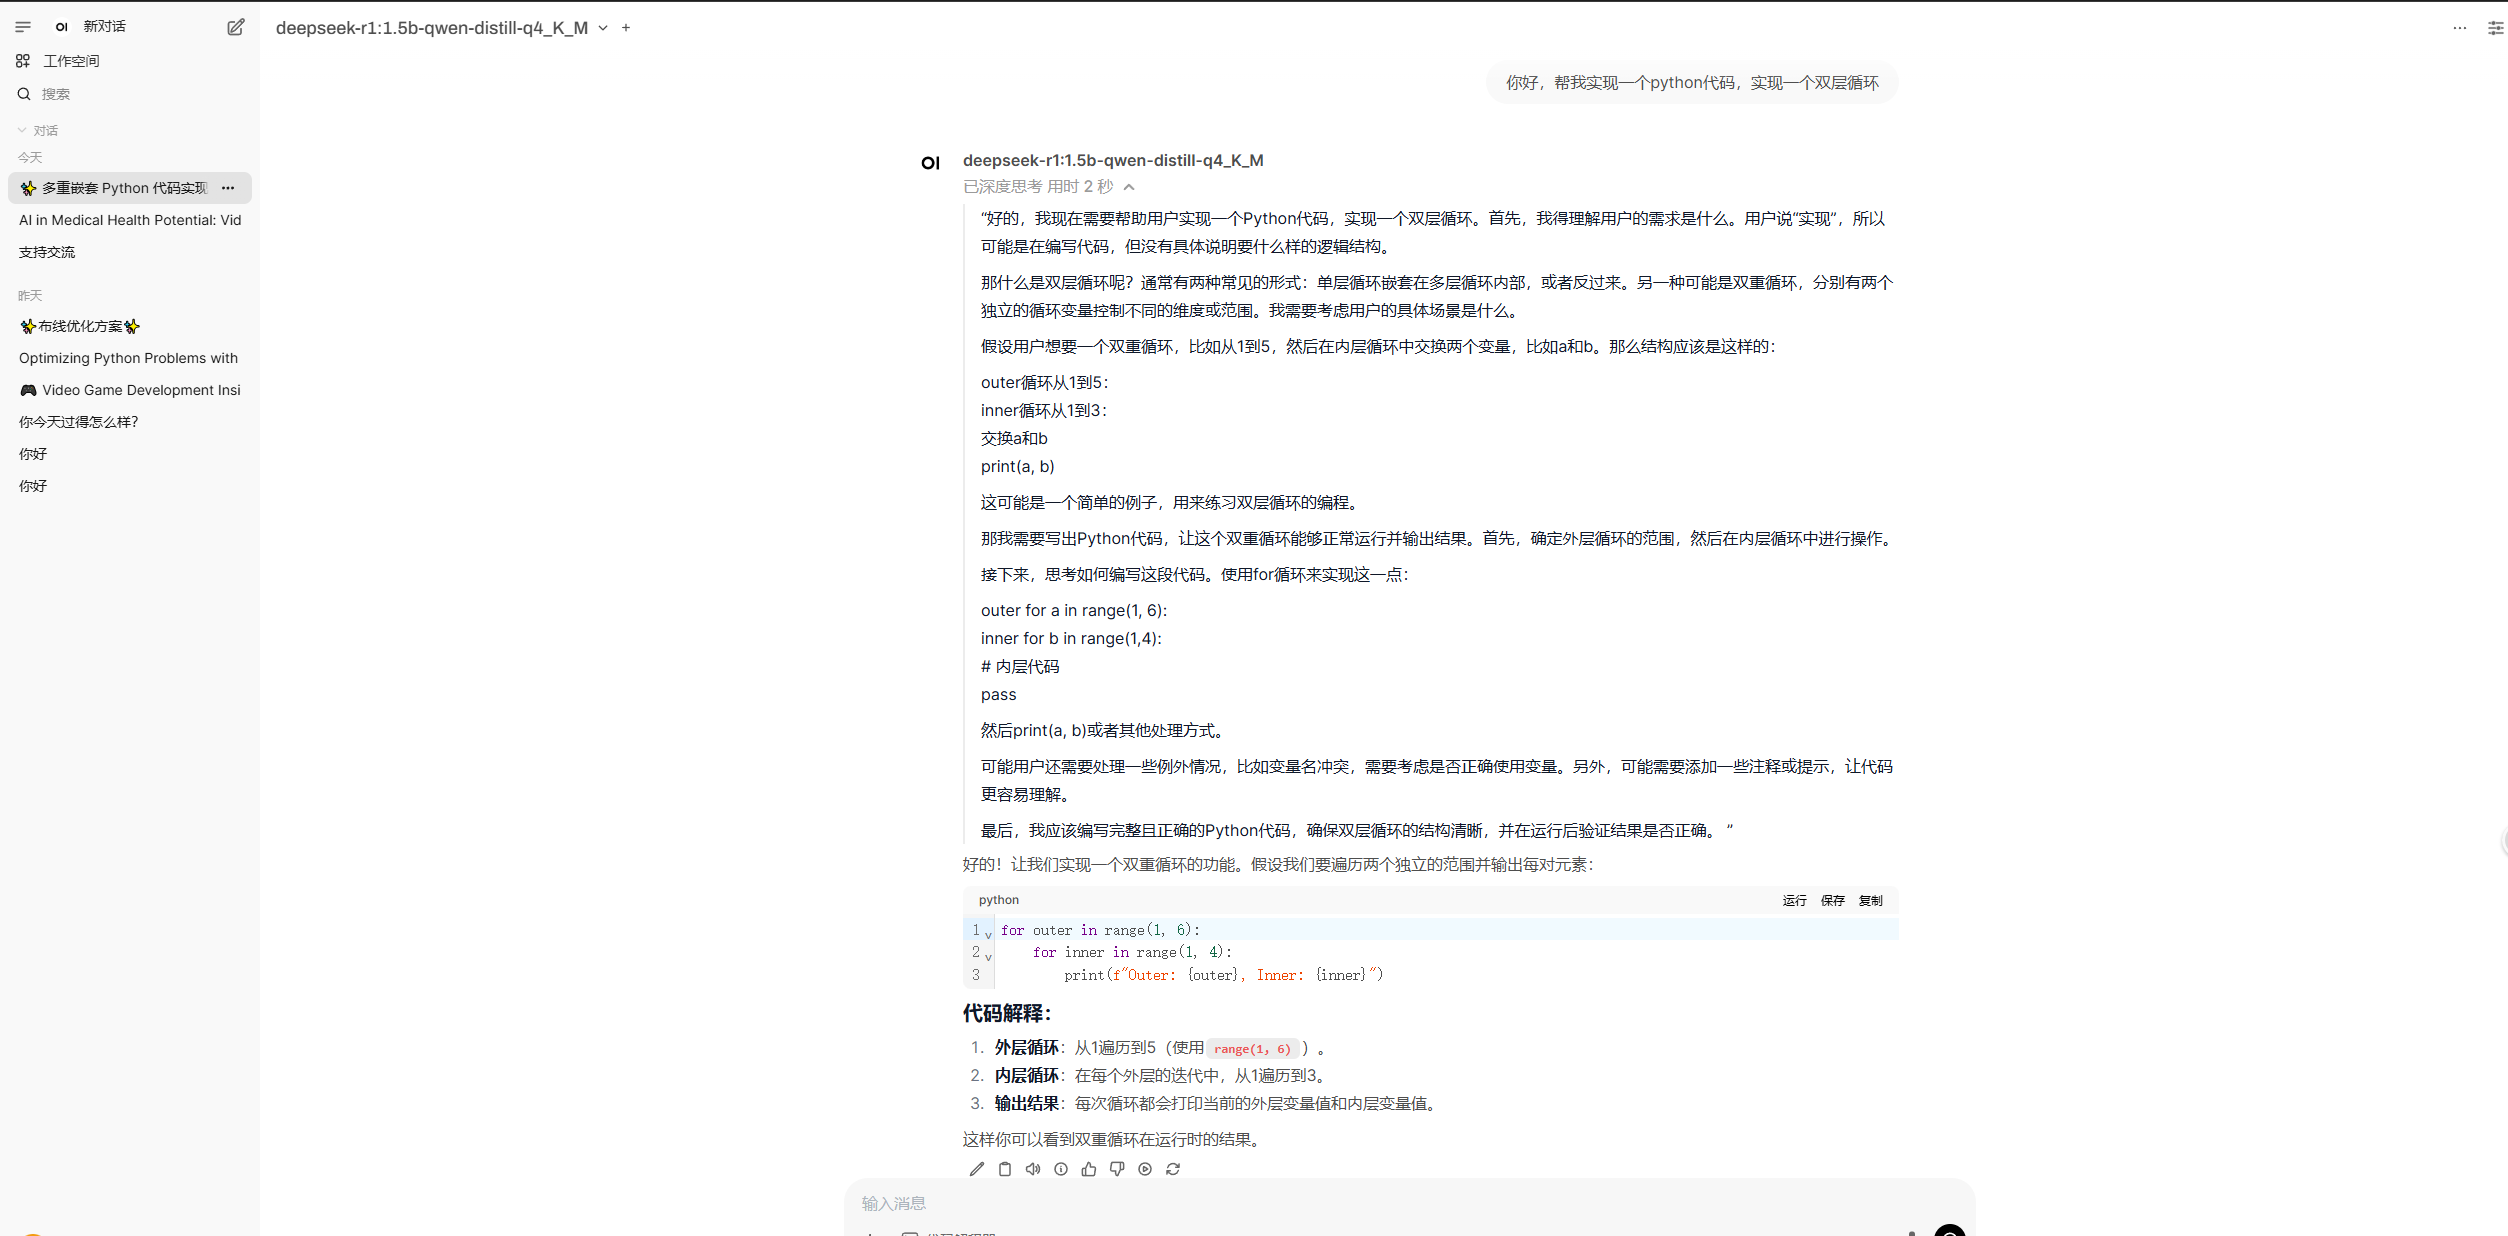 OI 新对话
工作空间
搜索
对话
今天
✨ 多重嵌套 Python 代码实现
AI in Medical Health Potential: Vid
支持交流
昨天
✨布线优化方案✨
Optimizing Python Problems with
🎮 Video Game Development Insi
你今天过得怎么样?
你好
你好
deepseek-r1:1.5b-qwen-distill-q4_K_M
你好，帮我实现一个python代码，实现一个双层循环
OI deepseek-r1:1.5b-qwen-distill-q4_K_M
已深度思考 用时 2 秒
“好的，我现在需要帮助用户实现一个Python代码，实现一个双层循环。首先，我得理解用户的需求是什么。用户说“实现”，所以
可能是在编写代码，但没有具体说明要什么样的逻辑结构。
那什么是双层循环呢？通常有两种常见的形式：单层循环嵌套在多层循环内部，或者反过来。另一种可能是双重循环，分别有两个
独立的循环变量控制不同的维度或范围。我需要考虑用户的具体场景是什么。
假设用户想要一个双重循环，比如从1到5，然后在内层循环中交换两个变量，比如a和b。那么结构应该是这样的：
outer循环从1到5：
inner循环从1到3：
交换a和b
print(a, b)
这可能是一个简单的例子，用来练习双层循环的编程。
那我需要写出Python代码，让这个双重循环能够正常运行并输出结果。首先，确定外层循环的范围，然后在内层循环中进行操作。
接下来，思考如何编写这段代码。使用for循环来实现这一点：
outer for a in range(1, 6):
inner for b in range(1,4):
# 内层代码
pass
然后print(a, b)或者其他处理方式。
可能用户还需要处理一些例外情况，比如变量名冲突，需要考虑是否正确使用变量。另外，可能需要添加一些注释或提示，让代码
更容易理解。
最后，我应该编写完整且正确的Python代码，确保双层循环的结构清晰，并在运行后验证结果是否正确。 ”
好的！让我们实现一个双重循环的功能。假设我们要遍历两个独立的范围并输出每对元素：
python 运行 保存 复制
1 for outer in range(1, 6):
2 for inner in range(1, 4):
3 print(f"Outer: {outer}, Inner: {inner}")
代码解释：
1. 外层循环：从1遍历到5（使用 range(1, 6) ）。
2. 内层循环：在每个外层的迭代中，从1遍历到3。
3. 输出结果：每次循环都会打印当前的外层变量值和内层变量值。
这样你可以看到双重循环在运行时的结果。
输入消息